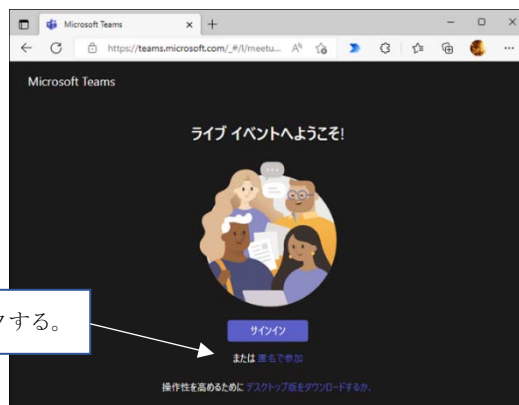 Microsoft Teams
https://teams.microsoft.com/_#/l/meetu...
Microsoft Teams
ライブ イベントへようこそ!
クする。
サインイン
または 匿名で参加
操作性を高めるために デスクトップ版をダウンロードするか、